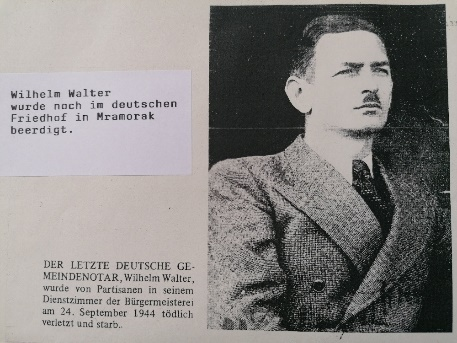 Wilhelm Walter
wurde noch im deutschen
Friedhof in Mramorak
beerdigt.
DER LETZTE DEUTSCHE GE-
MEINDENOTAR, Wilhelm Walter,
wurde von Partisanen in seinem
Dienstzimmer der Bürgermeisterei
am 24. September 1944 tödlich
verletzt und starb..